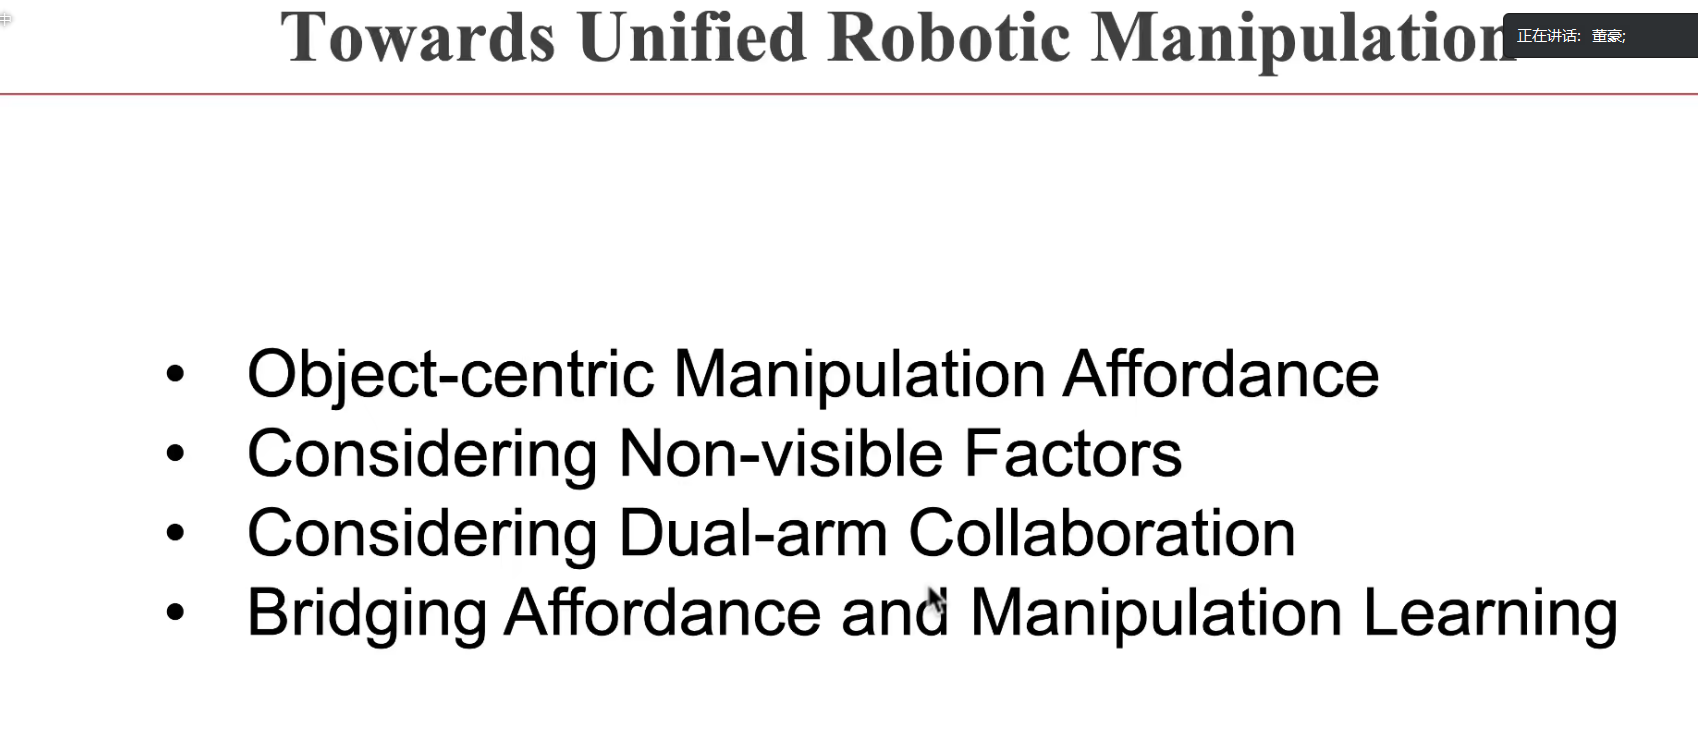 Towards Unified Robotic Manipulation
正在讲话: 董豪;
• Object-centric Manipulation Affordance
• Considering Non-visible Factors
• Considering Dual-arm Collaboration
• Bridging Affordance and Manipulation Learning